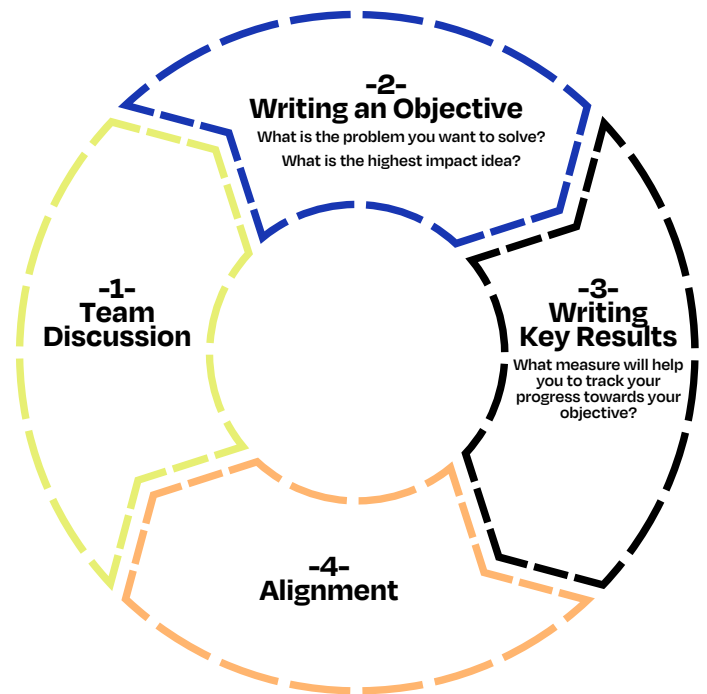 -1-
Team
Discussion
-2-
Writing an Objective
What is the problem you want to solve?
What is the highest impact idea?
-3-
Writing
Key Results
What measure will help
you to track your
progress towards your
objective?
-4-
Alignment